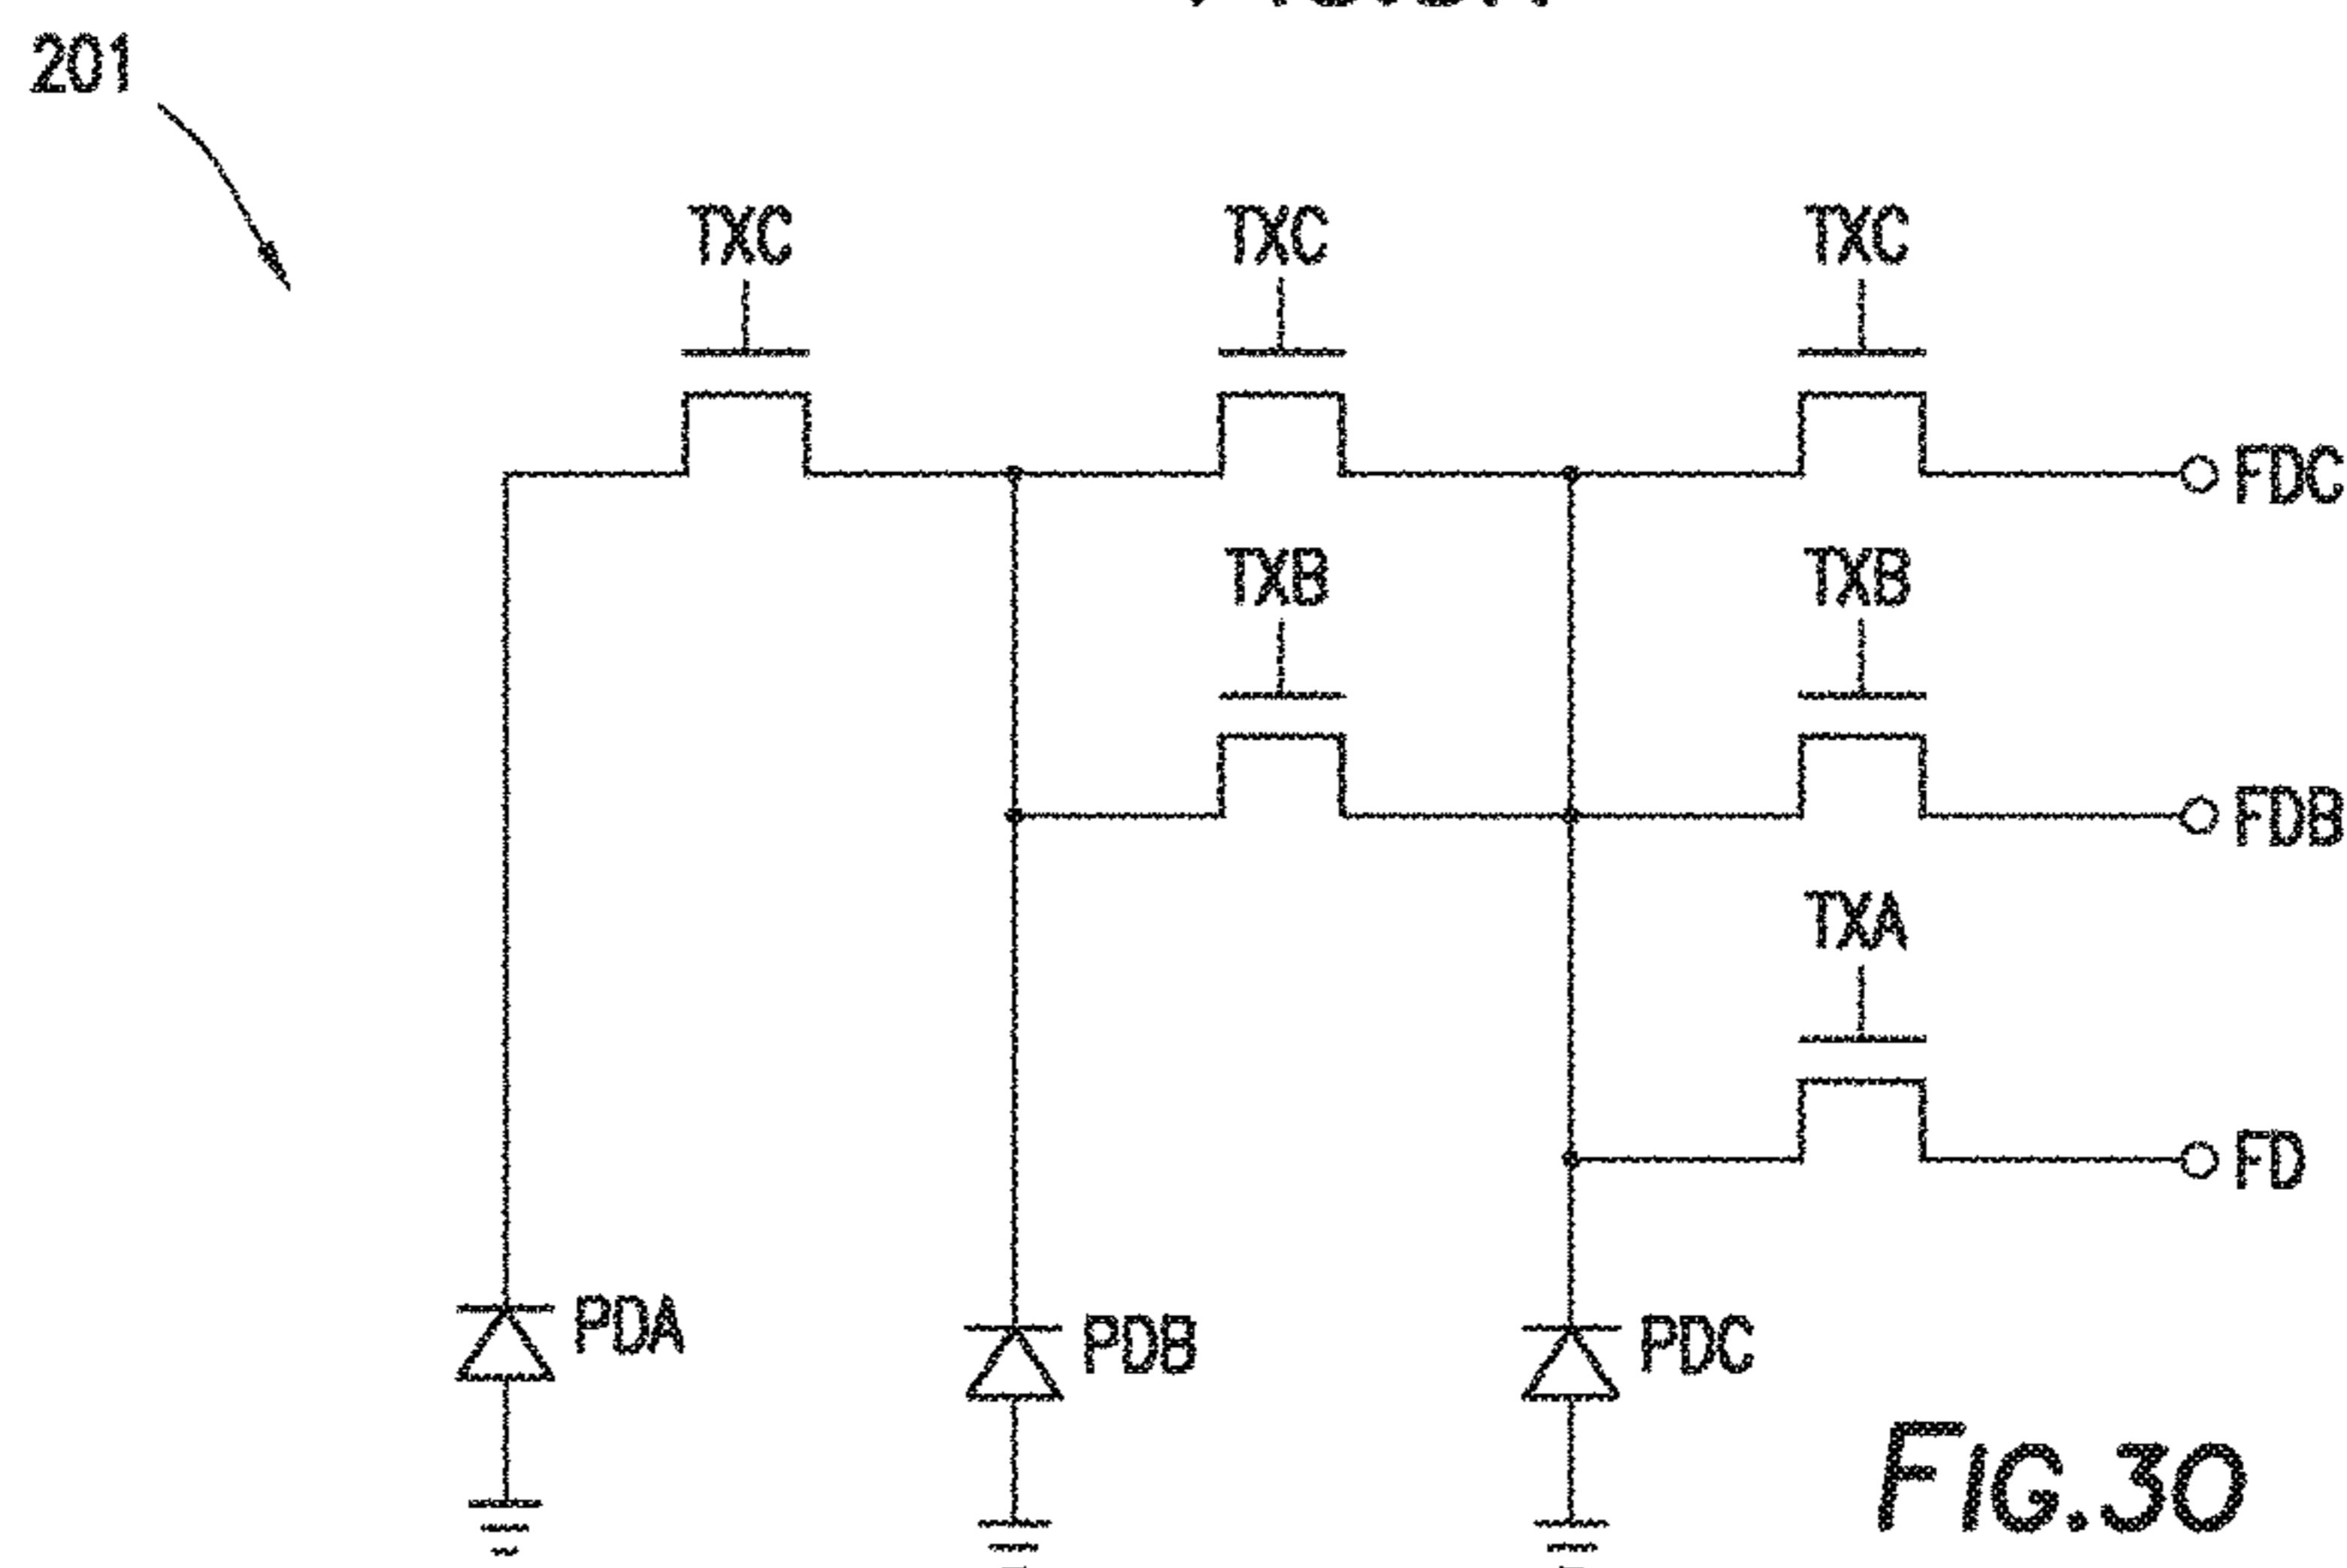 201
TXC TXC TXC
FDC
TXB TXB
FDB
TXA
FD
PDA PDB PDC
FIG.30